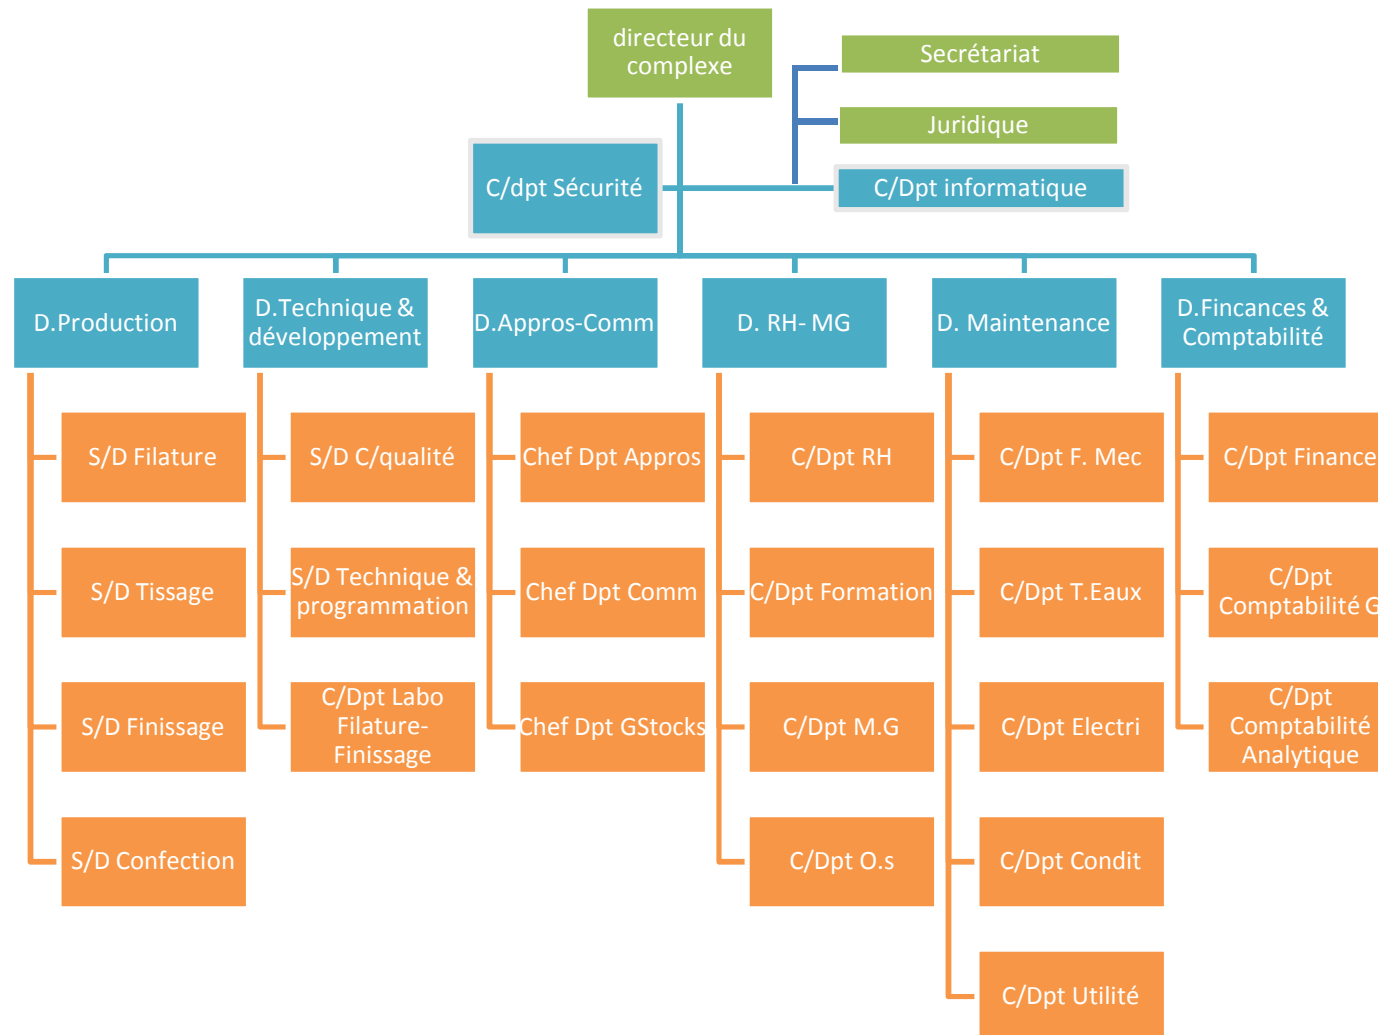 directeur du
complexe
Secrétariat
Juridique
C/dpt Sécurité
C/Dpt informatique
D.Production
D.Technique &
développement
D.Appros-Comm
D. RH- MG
D. Maintenance
D.Fincances &
Comptabilité
S/D Filature
S/D C/qualité
Chef Dpt Appros
C/Dpt RH
C/Dpt F. Mec
C/Dpt Finance
S/D Tissage
S/D Technique &
programmation
Chef Dpt Comm
C/Dpt Formation
C/Dpt T.Eaux
C/Dpt
Comptabilité G
S/D Finissage
C/Dpt Labo
Filature-
Finissage
Chef Dpt GStocks
C/Dpt M.G
C/Dpt Electri
C/Dpt
Comptabilité
Analytique
S/D Confection
C/Dpt O.s
C/Dpt Condit
C/Dpt Utilité